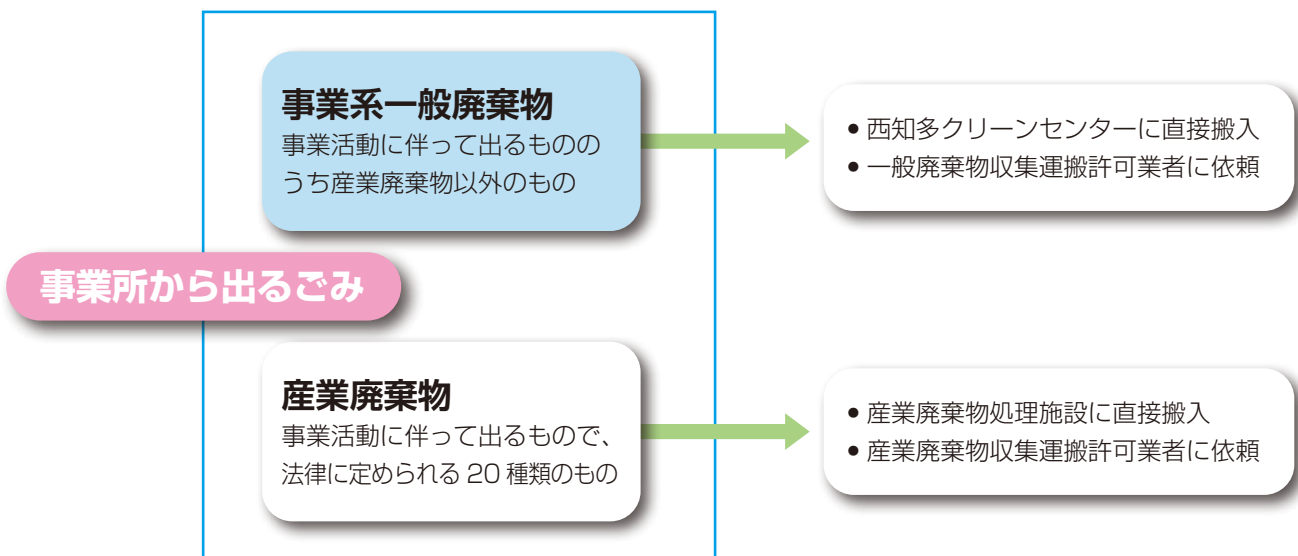 事業系一般廃棄物
事業活動に伴って出るものの
うち産業廃棄物以外のもの
● 西知多クリーンセンターに直接搬入
● 一般廃棄物収集運搬許可業者に依頼
事業所から出るごみ
産業廃棄物
事業活動に伴って出るもので、
法律に定められる 20 種類のもの
● 産業廃棄物処理施設に直接搬入
● 産業廃棄物収集運搬許可業者に依頼